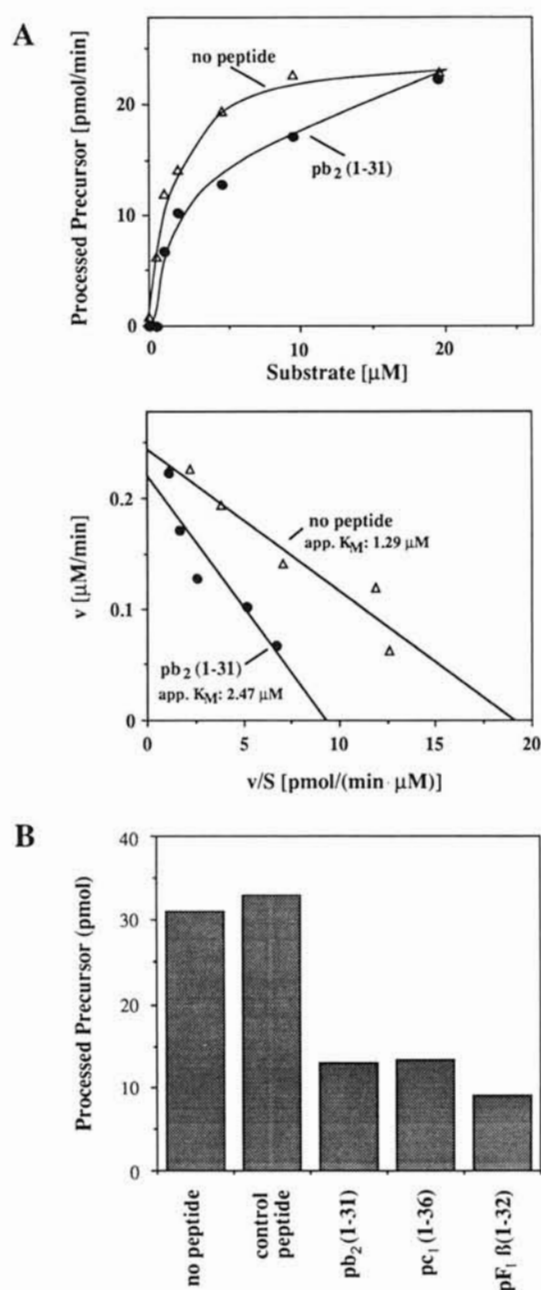 A
Processed Precursor [pmol/min]
20
10
0
no peptide
pb₂ (1-31)
0
10
20
Substrate [µM]
v [µM/min]
0.2
0.1
0
no peptide
app. K_M: 1.29 µM
pb₂ (1-31)
app. K_M: 2.47 µM
0
5
10
15
20
v/S [pmol/(min·µM)]
B
Processed Precursor (pmol)
40
30
20
10
0
no peptide
control
peptide
pb₂ (1-31)
pc₁ (1-36)
pF₁ ß(1-32)